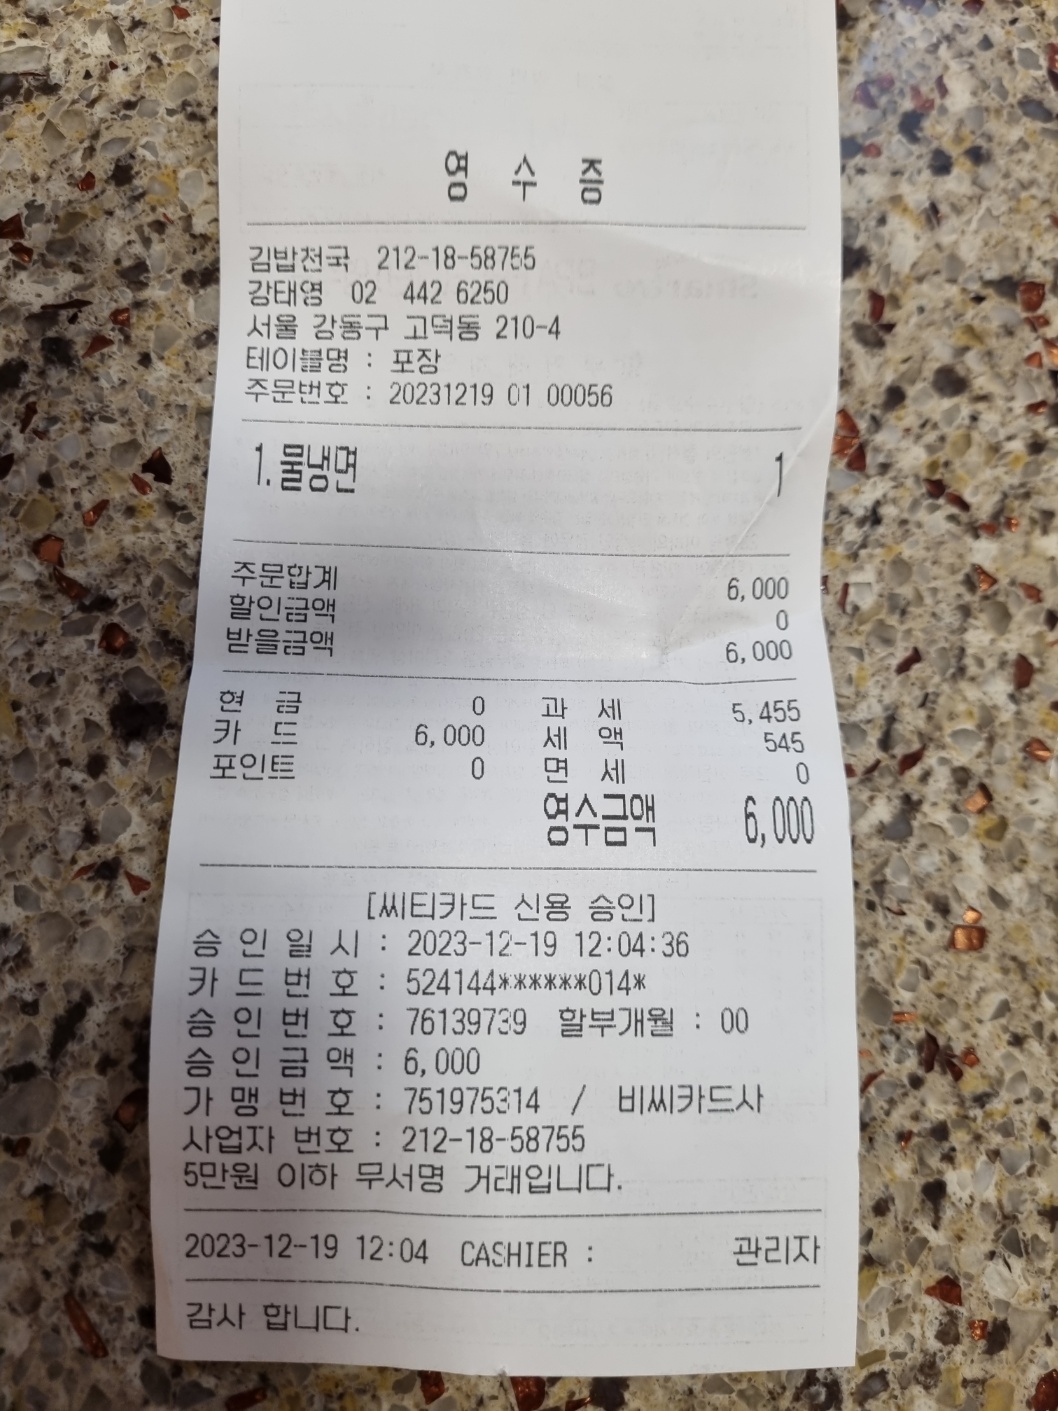 영 수 증
김밥천국 212-18-58755
강태영 02 442 6250
서울 강동구 고덕동 210-4
테이블명 : 포장
주문번호 : 20231219 01 00056
1.물냉면 1
주문합계 6,000
할인금액 0
받을금액 6,000
현 금 0 과 세 5,455
카 드 6,000 세 액 545
포인트 0 면 세 0
영수금액 6,000
[씨티카드 신용 승인]
승 인 일 시 : 2023-12-19 12:04:36
카 드 번 호 : 524144******014*
승 인 번 호 : 76139739 할부개월 : 00
승 인 금 액 : 6,000
가 맹 번 호 : 751975314 / 비씨카드사
사업자 번호 : 212-18-58755
5만원 이하 무서명 거래입니다.
2023-12-19 12:04 CASHIER : 관리자
감사 합니다.